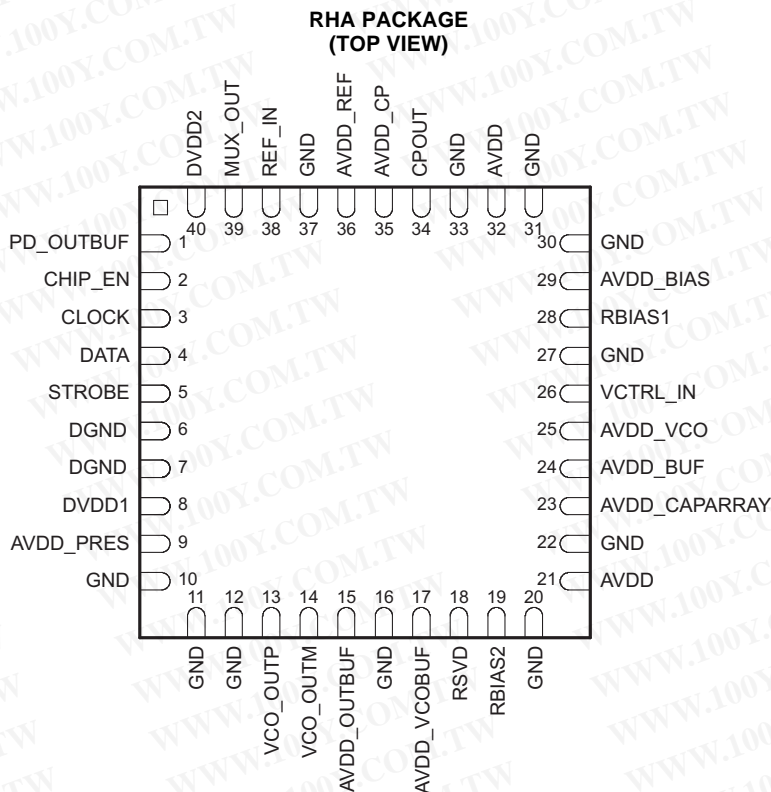 RHA PACKAGE
(TOP VIEW)
DVDD2
MUX_OUT
REF_IN
GND
AVDD_REF
AVDD_CP
CPOUT
GND
AVDD
GND
40 39 38 37 36 35 34 33 32 31
PD_OUTBUF 1
CHIP_EN 2
CLOCK 3
DATA 4
STROBE 5
DGND 6
DGND 7
DVDD1 8
AVDD_PRES 9
GND 10
30 GND
29 AVDD_BIAS
28 RBIAS1
27 GND
26 VCTRL_IN
25 AVDD_VCO
24 AVDD_BUF
23 AVDD_CAPARRAY
22 GND
21 AVDD
11 12 13 14 15 16 17 18 19 20
GND
GND
VCO_OUTP
VCO_OUTM
AVDD_OUTBUF
GND
AVDD_VCOBUF
RSVD
RBIAS2
GND
WWW.100Y.COM.TW